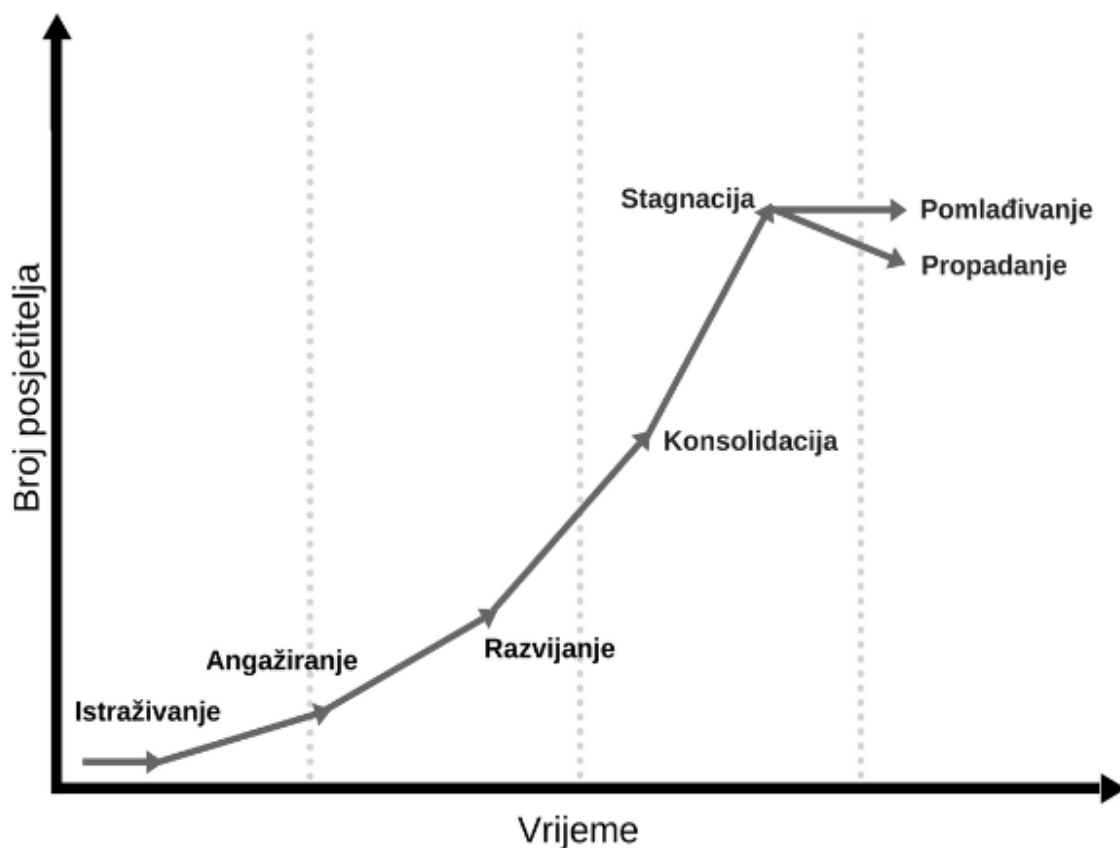 Stagnacija
Pomlađivanje
Propadanje
Broj posjetitelja
Konsolidacija
Razvijanje
Angažiranje
Istraživanje
Vrijeme